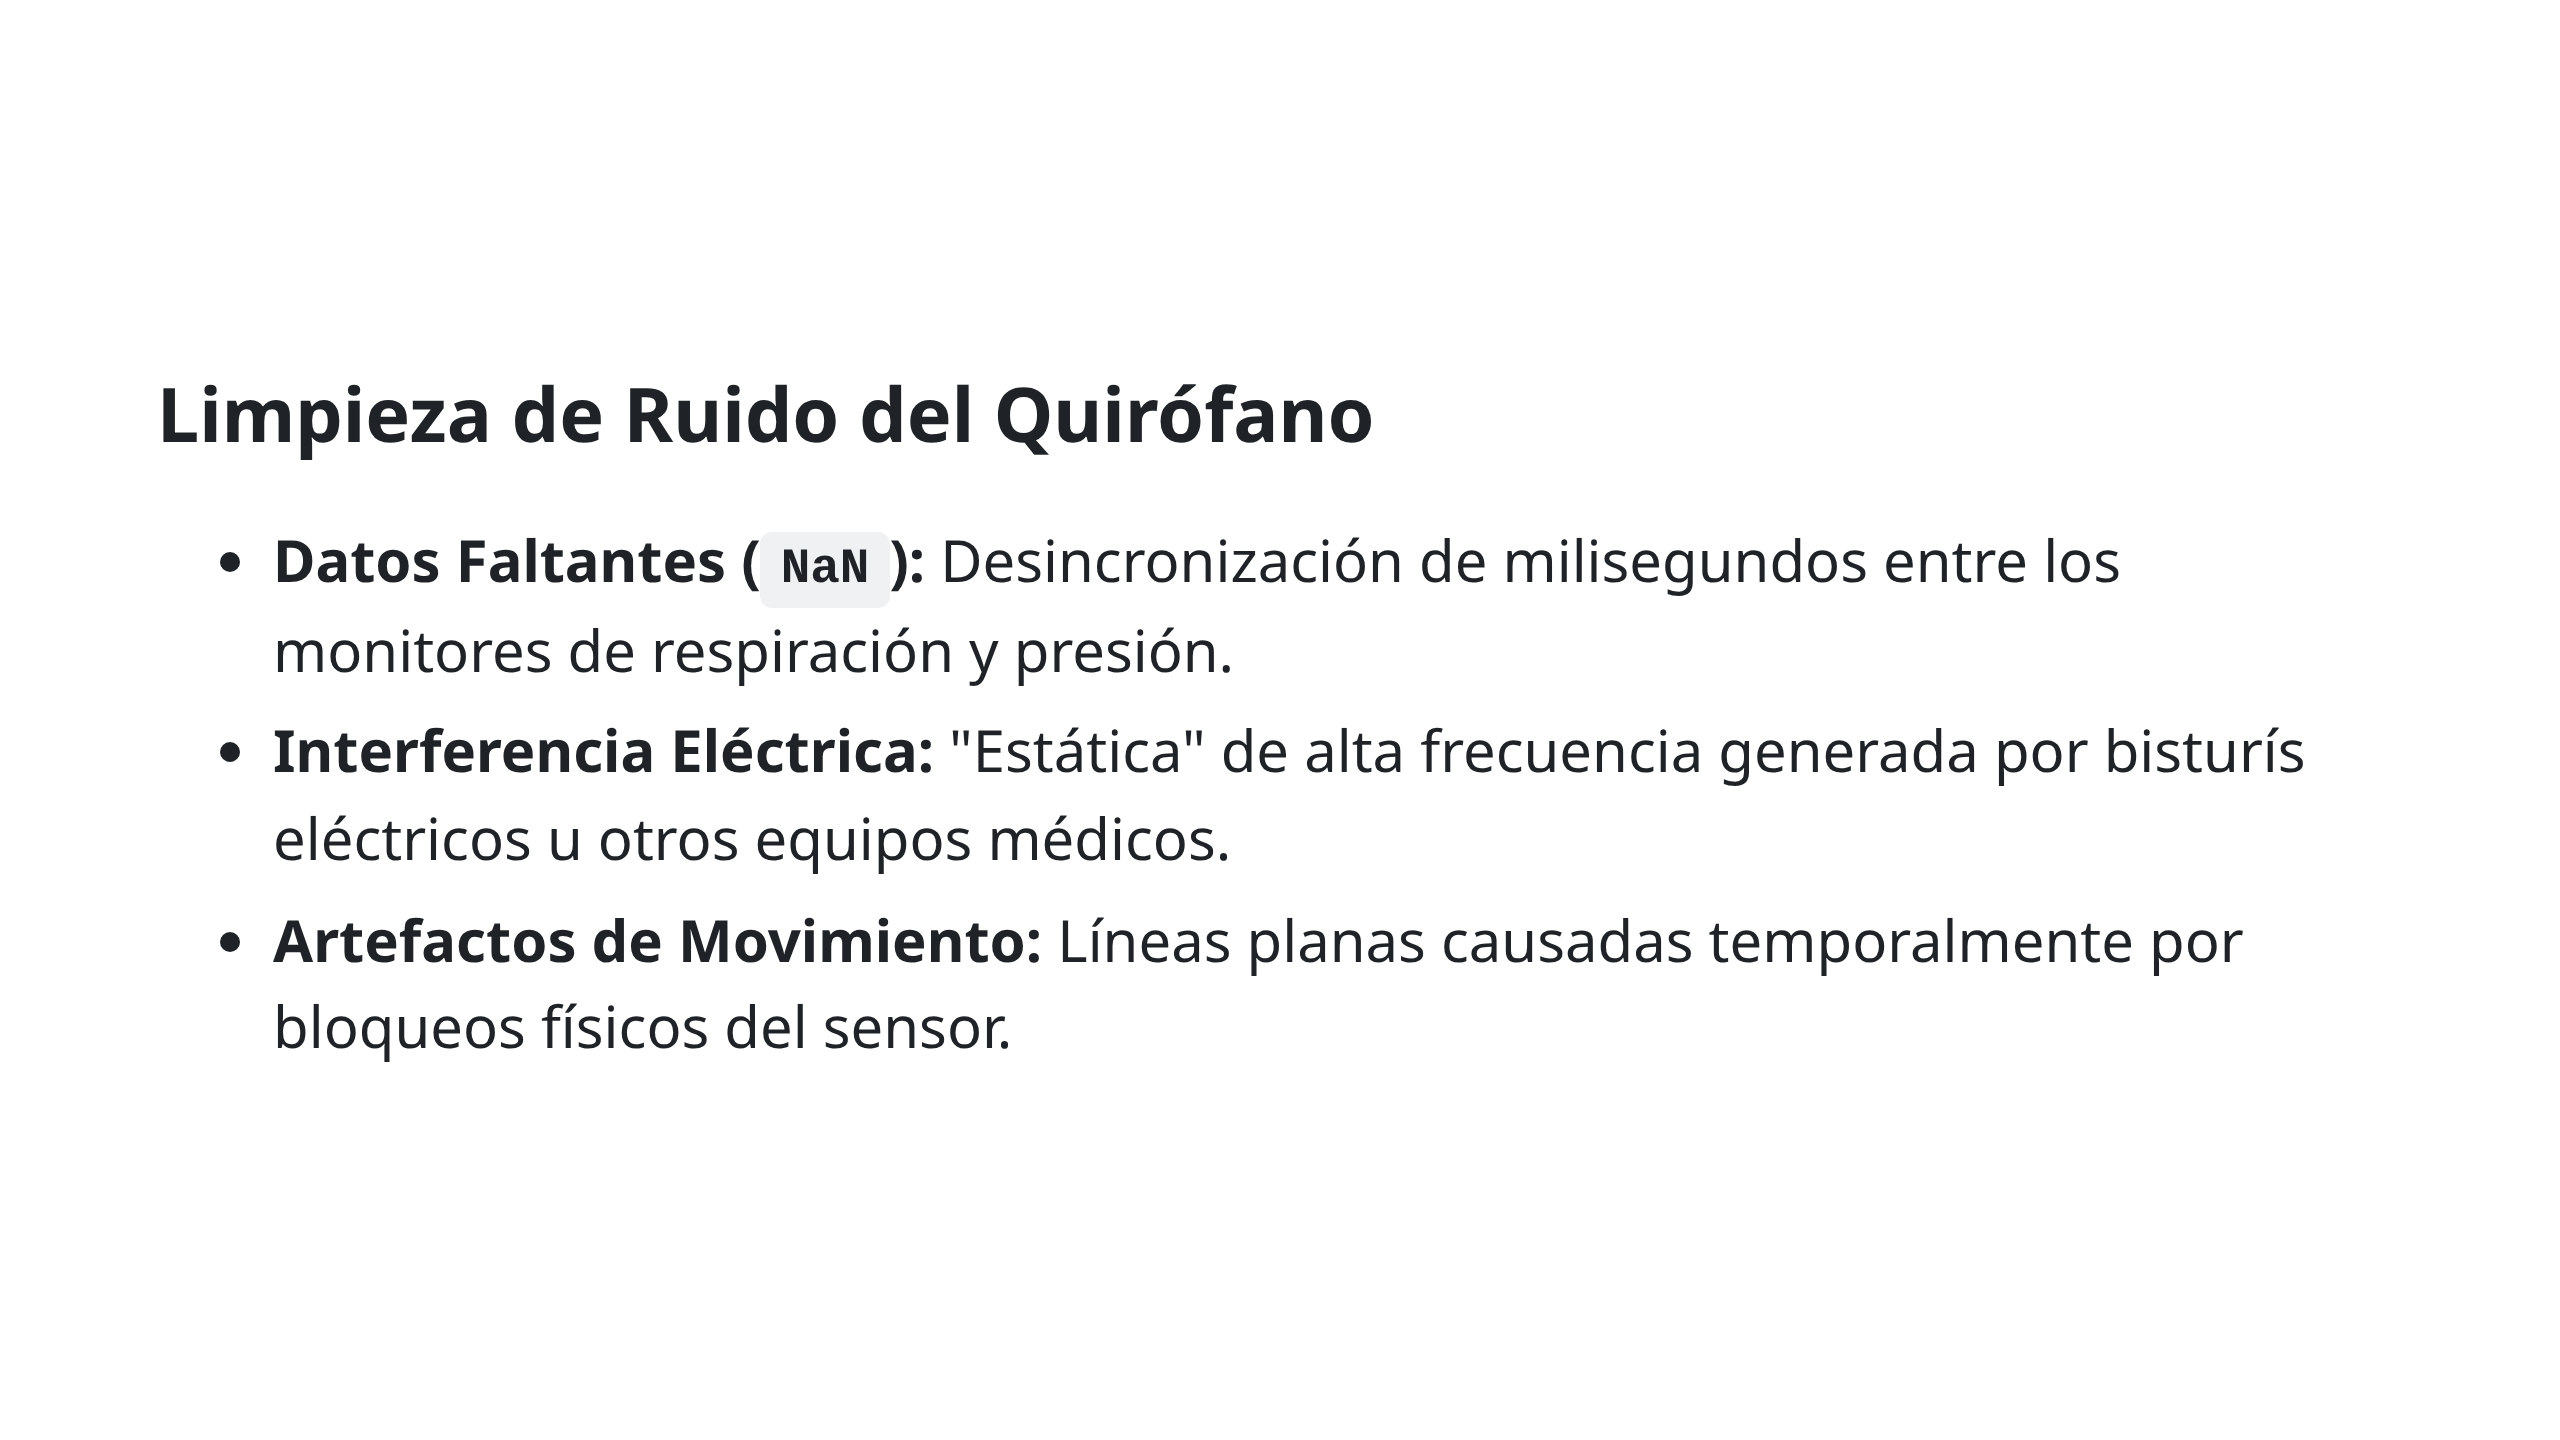 Limpieza de Ruido del Quirófano
• Datos Faltantes (NaN): Desincronización de milisegundos entre los
monitores de respiración y presión.
• Interferencia Eléctrica: "Estática" de alta frecuencia generada por bisturís
eléctricos u otros equipos médicos.
• Artefactos de Movimiento: Líneas planas causadas temporalmente por
bloqueos físicos del sensor.